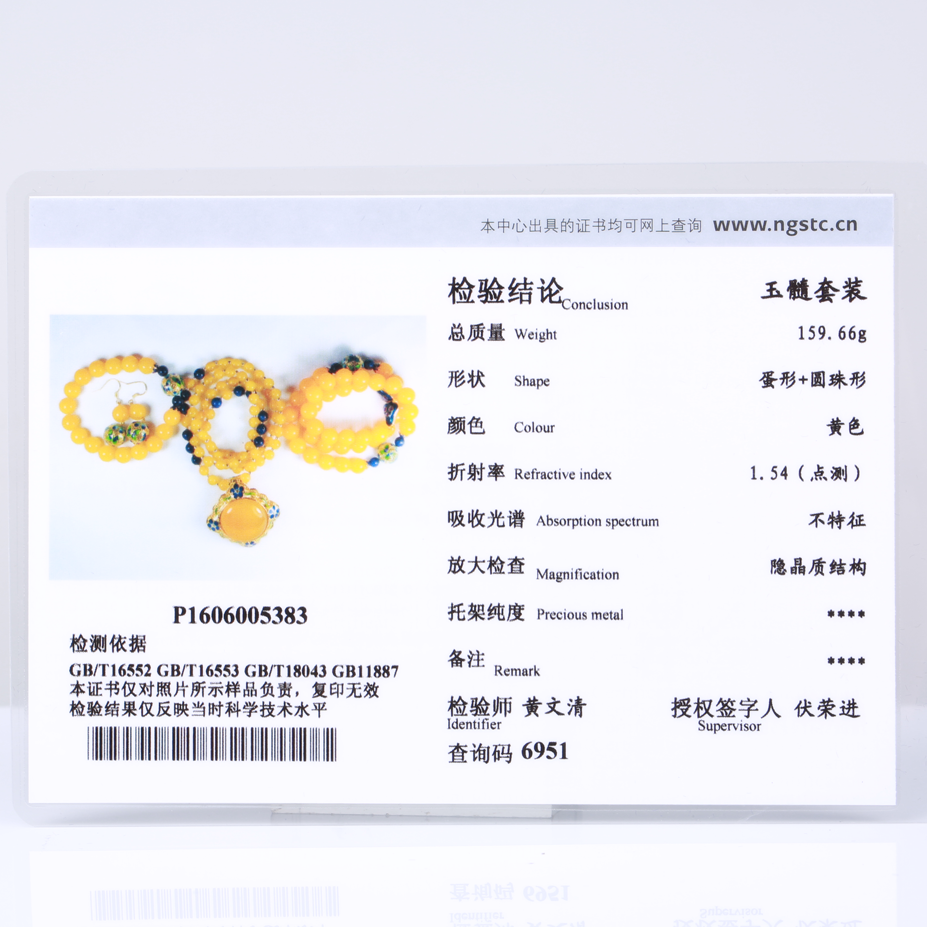 本中心出具的证书均可网上查询 www.ngstc.cn
检验结论 Conclusion 玉髓套装
总质量 Weight 159.66g
形状 Shape 蛋形+圆珠形
颜色 Colour 黄色
折射率 Refractive index 1.54（点测）
吸收光谱 Absorption spectrum 不特征
放大检查 Magnification 隐晶质结构
托架纯度 Precious metal ****
备注 Remark ****
检验师 黄文清 授权签字人 伏荣进
Identifier Supervisor
查询码 6951
P1606005383
检测依据
GB/T16552 GB/T16553 GB/T18043 GB11887
本证书仅对照片所示样品负责，复印无效
检验结果仅反映当时科学技术水平